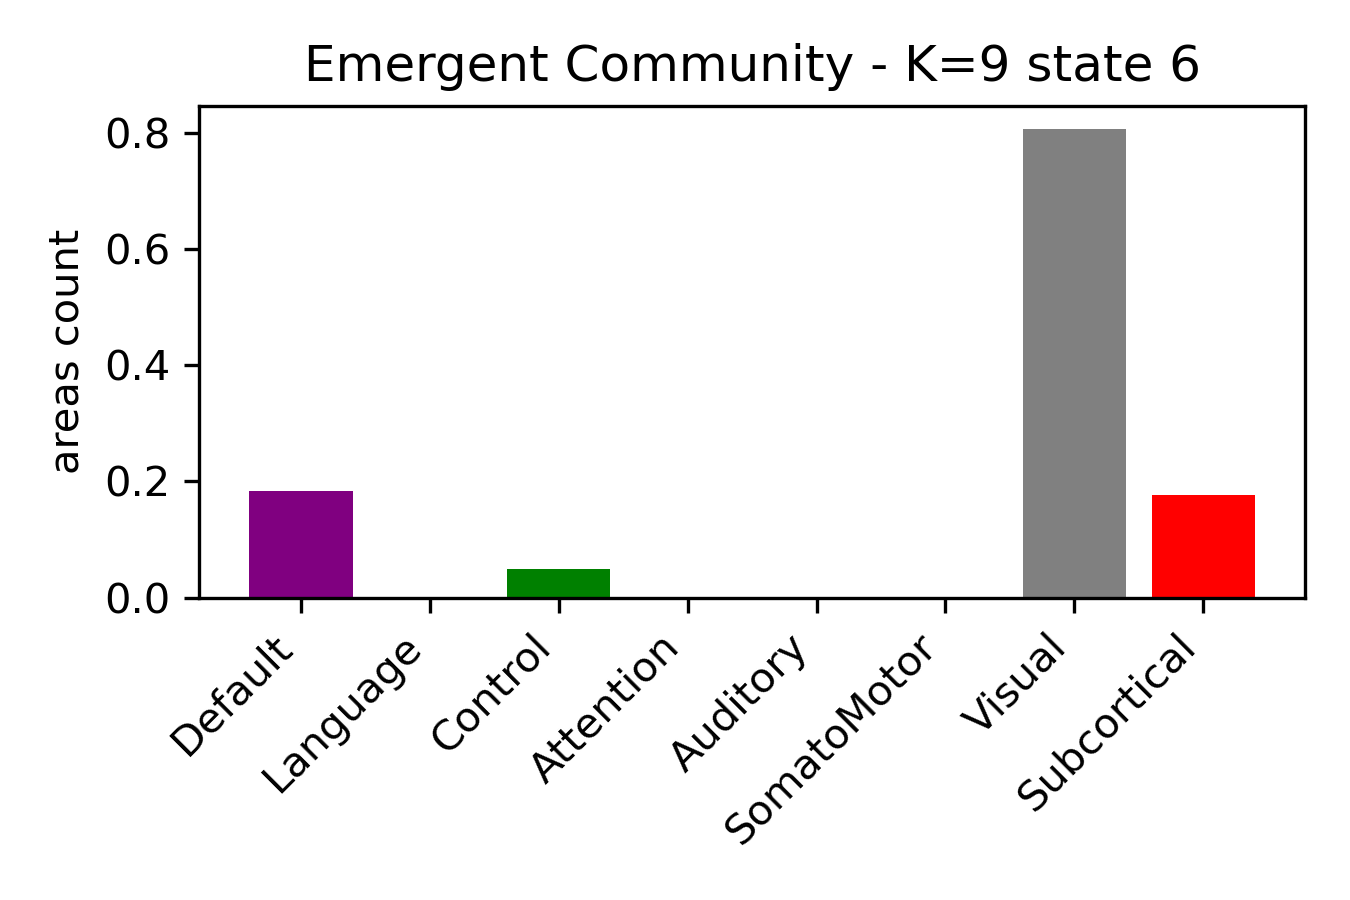 Emergent Community - K=9 state 6
areas count
0.8
0.6
0.4
0.2
0.0
Default
Language
Control
Attention
Auditory
SomatoMotor
Visual
Subcortical